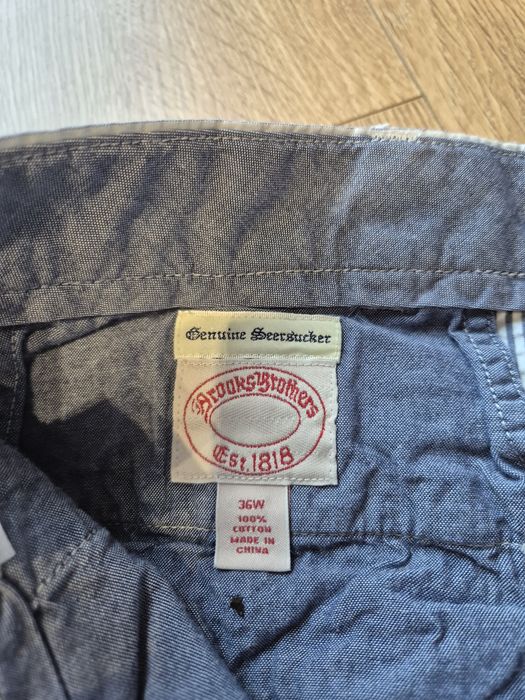 Genuine Seersucker
Brooks Brothers
Est. 1818
36W
100%
COTTON
MADE IN
CHINA